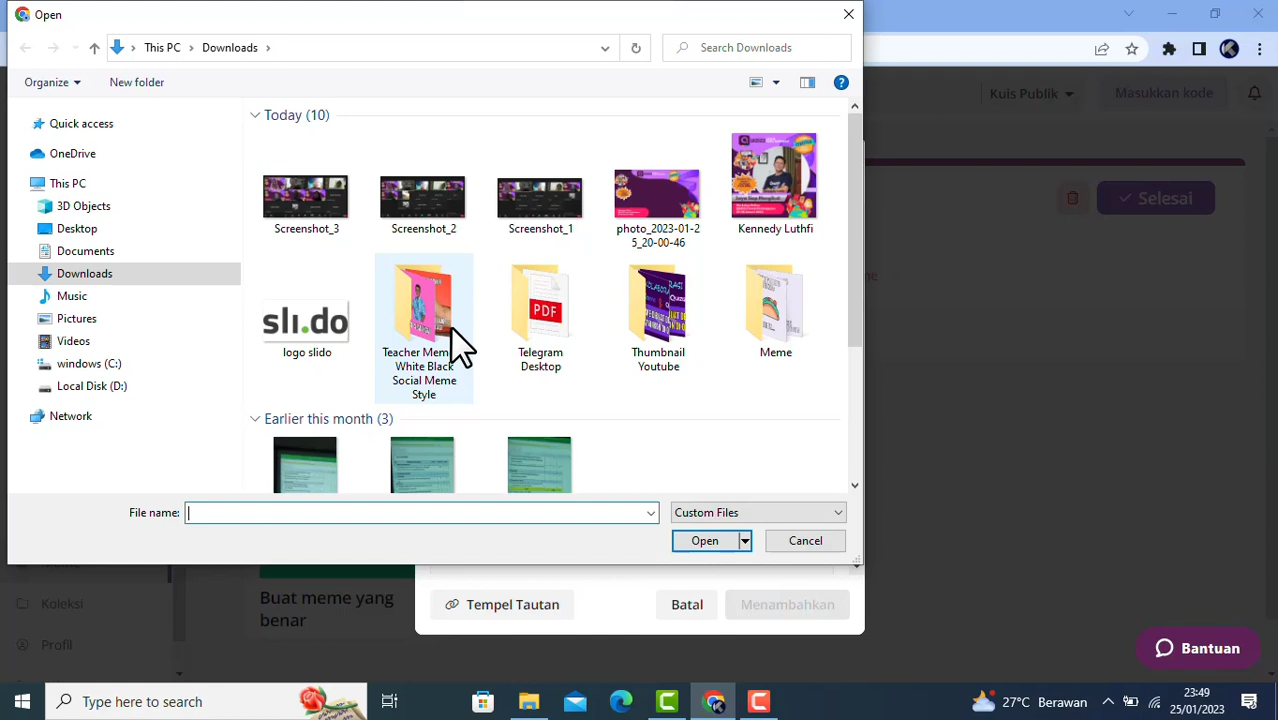 Open
This PC
Downloads
Search Downloads
Organize
New folder
Kuis Publik
Masukkan kode
Quick access
OneDrive
This PC
3D Objects
Desktop
Documents
Downloads
Music
Pictures
Videos
windows (C:)
Local Disk (D:)
Network
Today (10)
Screenshot_3
Screenshot_2
Screenshot_1
photo_2023-01-2
5_20-00-46
Kennedy Luthfi
sli.do
logo slido
Teacher Mem
White Black
Social Meme
Style
PDF
Telegram
Desktop
Thumbnail
Youtube
Meme
Earlier this month (3)
Selesai
File name:
Custom Files
Open
Cancel
Koleksi
Profil
Buat meme yang
benar
Tempel Tautan
Batal
Menambahkan
Bantuan
Type here to search
27°C Berawan
23:49
25/01/2023